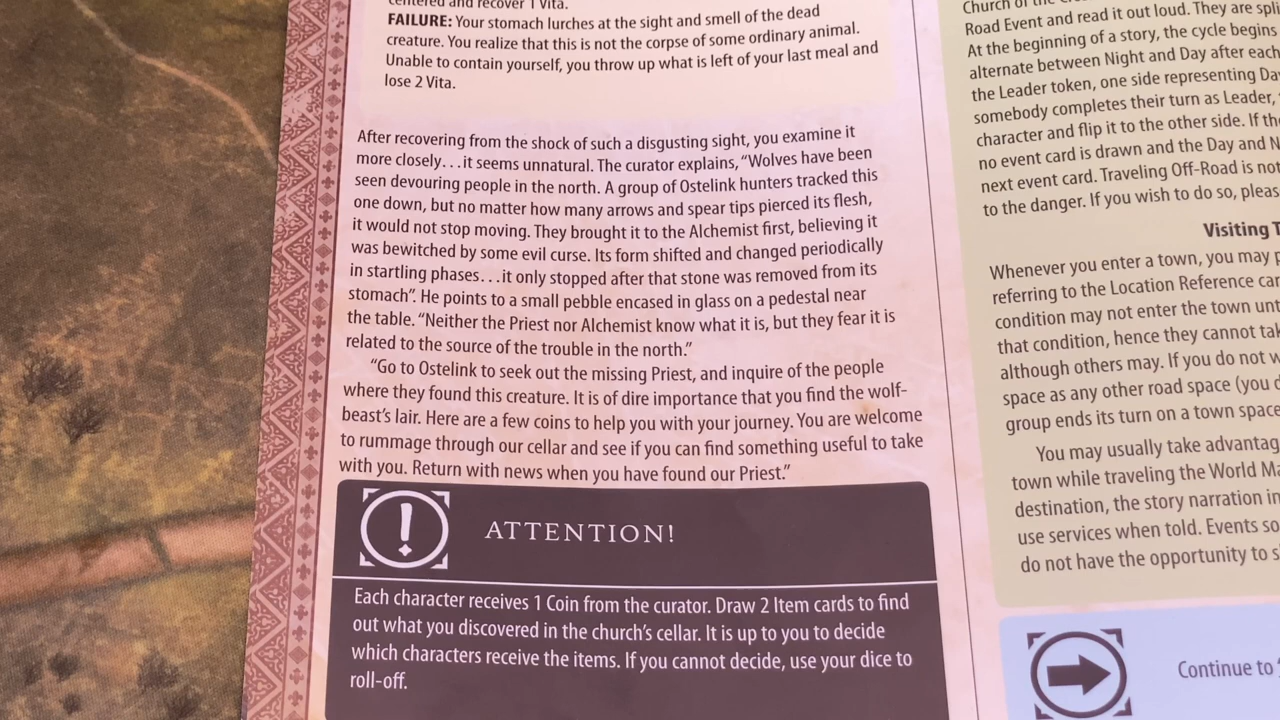 centered and recover 1 Vita.
FAILURE: Your stomach lurches at the sight and smell of the dead
creature. You realize that this is not the corpse of some ordinary animal.
Unable to contain yourself, you throw up what is left of your last meal and
lose 2 Vita.
After recovering from the shock of such a disgusting sight, you examine it
more closely…it seems unnatural. The curator explains, “Wolves have been
seen devouring people in the north. A group of Ostelink hunters tracked this
one down, but no matter how many arrows and spear tips pierced its flesh,
it would not stop moving. They brought it to the Alchemist first, believing it
was bewitched by some evil curse. Its form shifted and changed periodically
in startling phases…it only stopped after that stone was removed from its
stomach”. He points to a small pebble encased in glass on a pedestal near
the table. “Neither the Priest nor Alchemist know what it is, but they fear it is
related to the source of the trouble in the north.”
“Go to Ostelink to seek out the missing Priest, and inquire of the people
where they found this creature. It is of dire importance that you find the wolf-
beast’s lair. Here are a few coins to help you with your journey. You are welcome
to rummage through our cellar and see if you can find something useful to take
with you. Return with news when you have found our Priest.”
ATTENTION!
Each character receives 1 Coin from the curator. Draw 2 Item cards to find
out what you discovered in the church’s cellar. It is up to you to decide
which characters receive the items. If you cannot decide, use your dice to
roll-off.
Church of the
Road Event and read it out loud. They are spli
At the beginning of a story, the cycle begins
alternate between Night and Day after each
the Leader token, one side representing Da
somebody completes their turn as Leader,
character and flip it to the other side. If th
no event card is drawn and the Day and N
next event card. Traveling Off-Road is not
to the danger. If you wish to do so, pleas
Visiting T
Whenever you enter a town, you may p
referring to the Location Reference car
condition may not enter the town unt
that condition, hence they cannot tak
although others may. If you do not w
space as any other road space (you d
group ends its turn on a town space
You may usually take advantag
town while traveling the World Ma
destination, the story narration in
use services when told. Events so
do not have the opportunity to s
Continue to